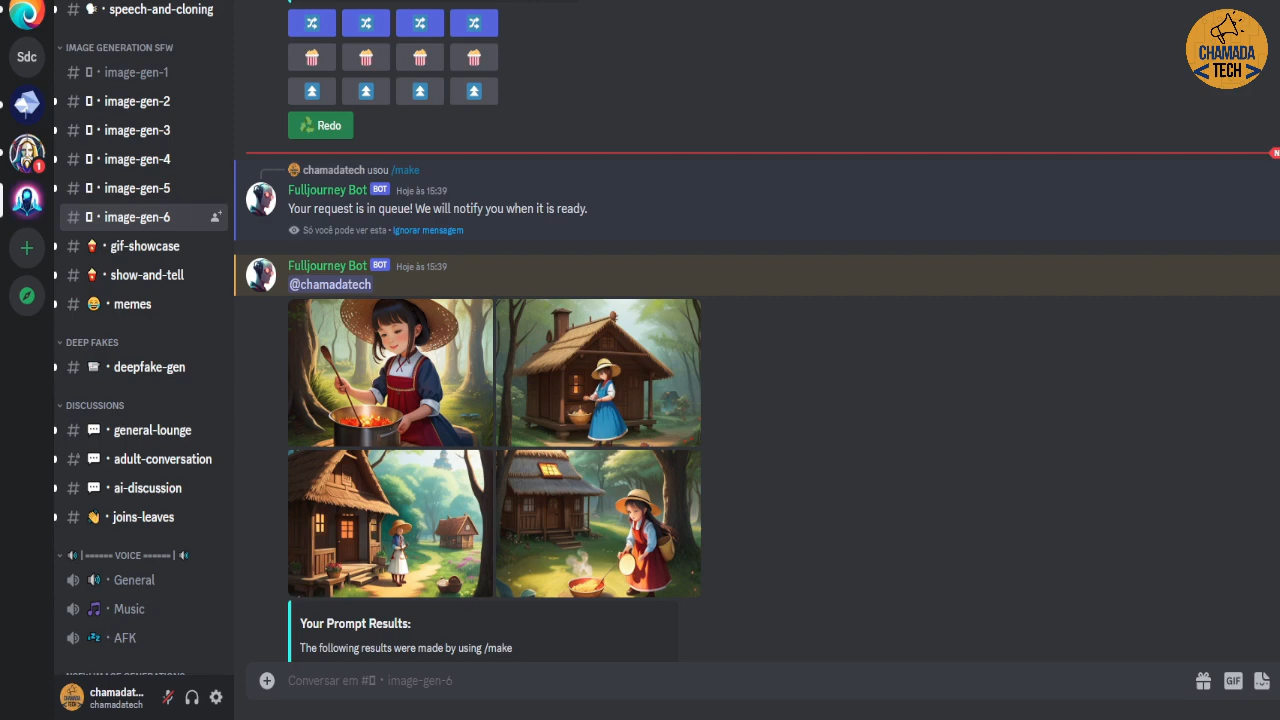 speech-and-cloning
Sdc
IMAGE GENERATION SFW
image-gen-1
image-gen-2
image-gen-3
image-gen-4
image-gen-5
image-gen-6
gif-showcase
show-and-tell
memes
DEEP FAKES
deepfake-gen
DISCUSSIONS
general-lounge
adult-conversation
ai-discussion
joins-leaves
| ====== VOICE ====== |
General
Music
AFK
chamadat...
chamadatech
1
Redo
chamadatech usou /make
Fulljourney Bot BOT Hoje às 15:39
Your request is in queue! We will notify you when it is ready.
Só você pode ver esta • Ignorar mensagem
Fulljourney Bot BOT Hoje às 15:39
@chamadatech
Your Prompt Results:
The following results were made by using /make
Conversar em # • image-gen-6
GIF
CHAMADA
< TECH >